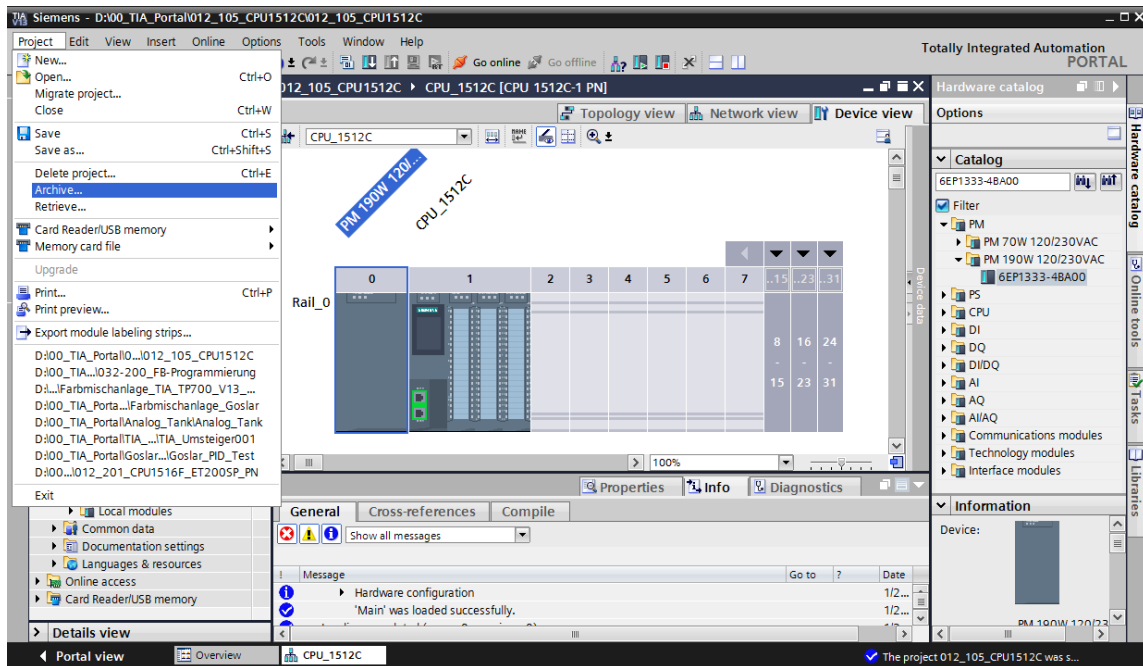 Siemens - D:\00_TIA_Portal\012_105_CPU1512C\012_105_CPU1512C
Project Edit View Insert Online Options Tools Window Help
Totally Integrated Automation
PORTAL
Go online Go offline
New...
Open... Ctrl+O
Migrate project...
Close Ctrl+W
Save Ctrl+S
Save as... Ctrl+Shift+S
Delete project... Ctrl+E
Archive...
Retrieve...
Card Reader/USB memory
Memory card file
Upgrade
Print... Ctrl+P
Print preview...
Export module labeling strips...
D:\00_TIA_Portal\0...\012_105_CPU1512C
D:\00_TIA...\032-200_FB-Programmierung
D:\...\Farbmischanlage_TIA_TP700_V13_...
D:\00_TIA_Porta...\Farbmischanlage_Goslar
D:\00_TIA_Portal\Analog_Tank\Analog_Tank
D:\00_TIA_Portal\TIA_...\TIA_Umsteiger001
D:\00_TIA_Portal\Goslar...\Goslar_PID_Test
D:\00...\012_201_CPU1516F_ET200SP_PN
Exit
Local modules
Common data
Documentation settings
Languages & resources
Online access
Card Reader/USB memory
Details view
012_105_CPU1512C CPU_1512C [CPU 1512C-1 PN]
Topology view Network view Device view
CPU_1512C
PM 190W 120/...
CPU_1512C
0 1 2 3 4 5 6 7 ..15 ..23 ..31
Rail_0
SIEMENS
8 16 24
- - -
15 23 31
Device data
100%
Properties Info Diagnostics
General Cross-references Compile
Show all messages
! Message Go to ? Date
Hardware configuration 1/2...
'Main' was loaded successfully. 1/2...
Hardware catalog
Options
Catalog
6EP1333-4BA00
Filter
PM
PM 70W 120/230VAC
PM 190W 120/230VAC
6EP1333-4BA00
PS
CPU
DI
DQ
DI/DQ
AI
AQ
AI/AQ
Communications modules
Technology modules
Interface modules
Information
Device:
PM 190W 120/23
Hardware catalog
Online tools
Tasks
Libraries
Portal view Overview CPU_1512C
The project 012_105_CPU1512C was s...